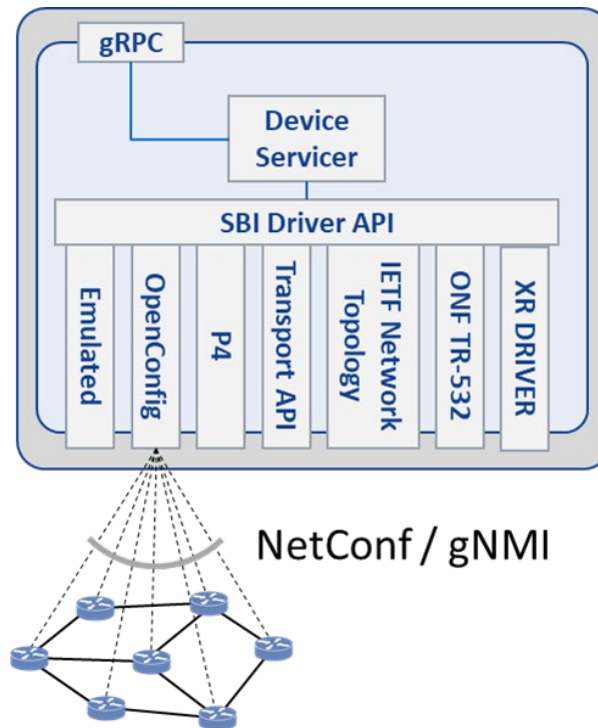 gRPC
Device
Servicer
SBI Driver API
Emulated
OpenConfig
P4
Transport API
IETF Network
Topology
ONF TR-532
XR DRIVER
NetConf / gNMI